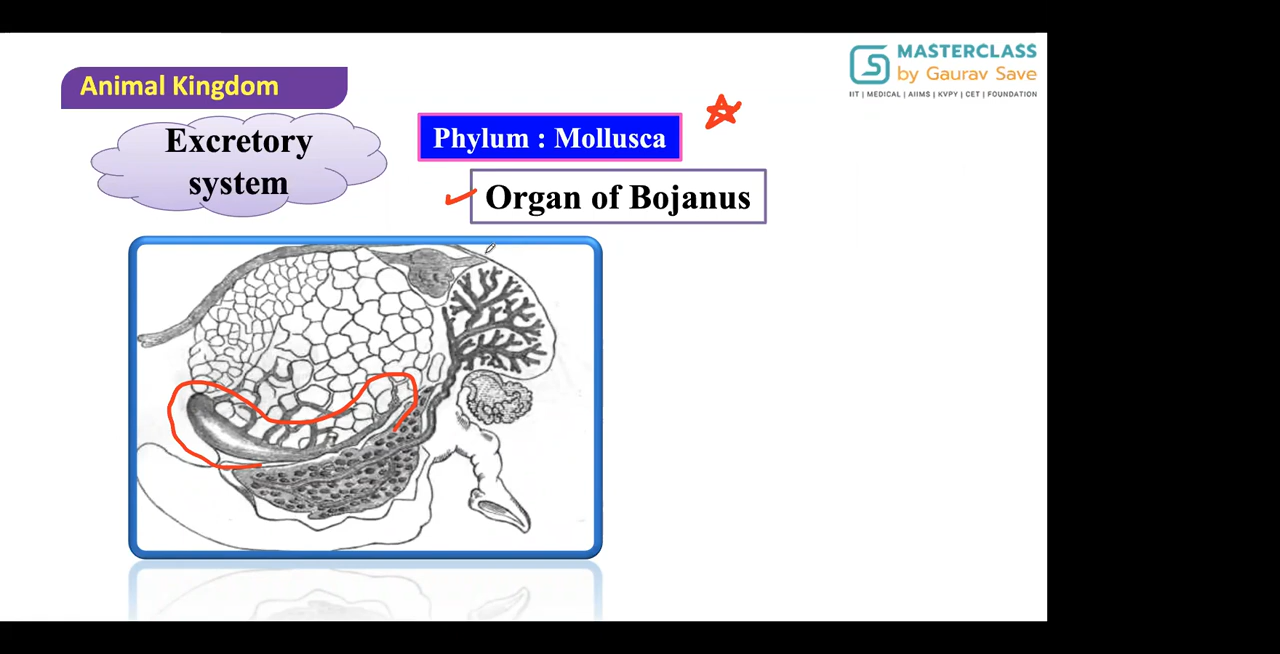 Animal Kingdom
MASTERCLASS
by Gaurav Save
IIT | MEDICAL | AIIMS | KVPY | CET | FOUNDATION
Excretory
system
Phylum : Mollusca
Organ of Bojanus